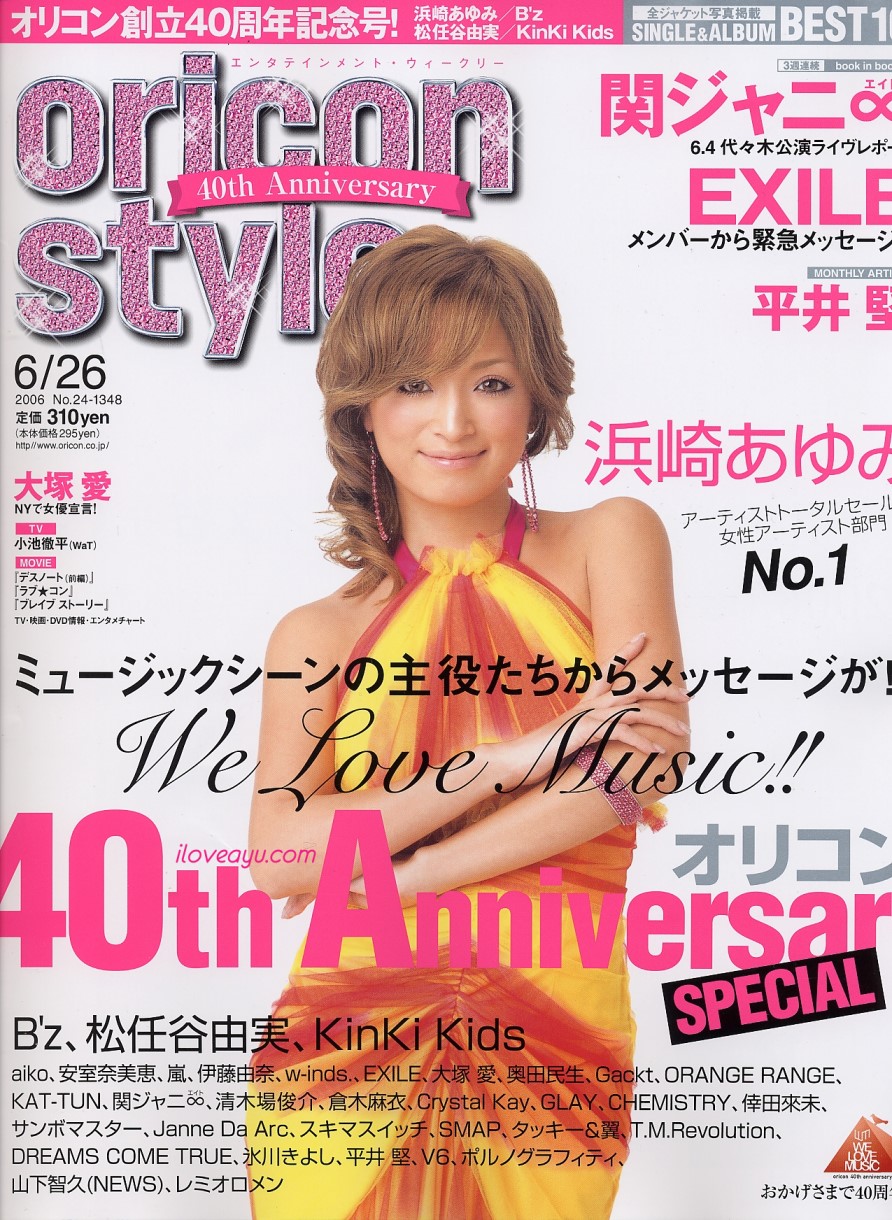 オリコン創立40周年記念号!
浜崎あゆみ/B'z
松任谷由実/KinKi Kids
全ジャケット写真掲載
SINGLE&ALBUM BEST 10
エンタテインメント・ウィークリー
oricon
40th Anniversary
style
3週連続 book in boo
関ジャニ∞
エイト
6.4 代々木公演ライヴレポー
EXILE
メンバーから緊急メッセージ
MONTHLY ARTI
平井 堅
6/26
2006 No.24-1348
定価 310yen
(本体価格295yen)
http://www.oricon.co.jp/
大塚 愛
NYで女優宣言!
TV
小池徹平(WaT)
MOVIE
『デスノート(前編)』
『ラブ★コン』
『ブレイブ ストーリー』
TV・映画・DVD情報・エンタメチャート
浜崎あゆみ
アーティストトータルセール
女性アーティスト部門
No.1
ミュージックシーンの主役たちからメッセージが!
We Love Music!!
iloveayu.com
オリコン
40th Anniversar
SPECIAL
B'z、松任谷由実、KinKi Kids
aiko、安室奈美恵、嵐、伊藤由奈、w-inds.、EXILE、大塚 愛、奥田民生、Gackt、ORANGE RANGE、
KAT-TUN、関ジャニ∞、清木場俊介、倉木麻衣、Crystal Kay、GLAY、CHEMISTRY、倖田來未、
エイト
サンボマスター、Janne Da Arc、スキマスイッチ、SMAP、タッキー&翼、T.M.Revolution、
DREAMS COME TRUE、氷川きよし、平井 堅、V6、ポルノグラフィティ、
山下智久(NEWS)、レミオロメン
WE
LOVE
MUSIC
oricon 40th anniversary
おかげさまで40周年